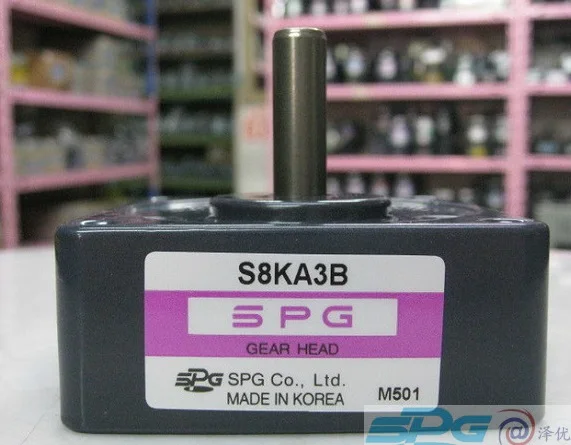 S8KA3B
SPG
GEAR HEAD
SPG SPG Co., Ltd.
MADE IN KOREA
M501
SPG @泽优